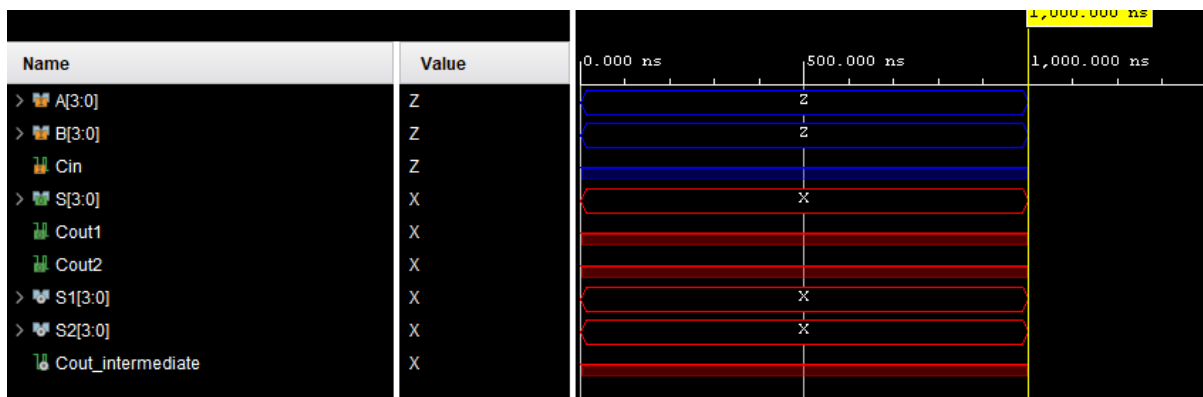 1,000.000 ns
Name Value 0.000 ns 500.000 ns 1,000.000 ns
> A[3:0] Z Z
> B[3:0] Z Z
Cin Z
> S[3:0] X X
Cout1 X
Cout2 X
> S1[3:0] X X
> S2[3:0] X X
Cout_intermediate X